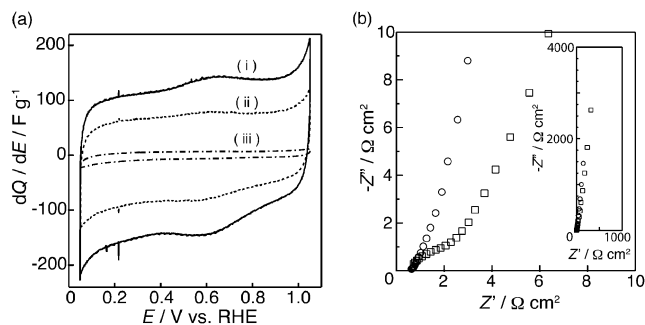 (a)
(b)
200
100
0
-100
-200
dQ / dE / F g⁻¹
(i)
(ii)
(iii)
0
0.2
0.4
0.6
0.8
1.0
E / V vs. RHE
10
8
6
4
2
0
-Z'' / Ω cm²
0
2
4
6
8
10
Z' / Ω cm²
4000
2000
0
-Z'' / Ω cm²
0
1000
Z' / Ω cm²